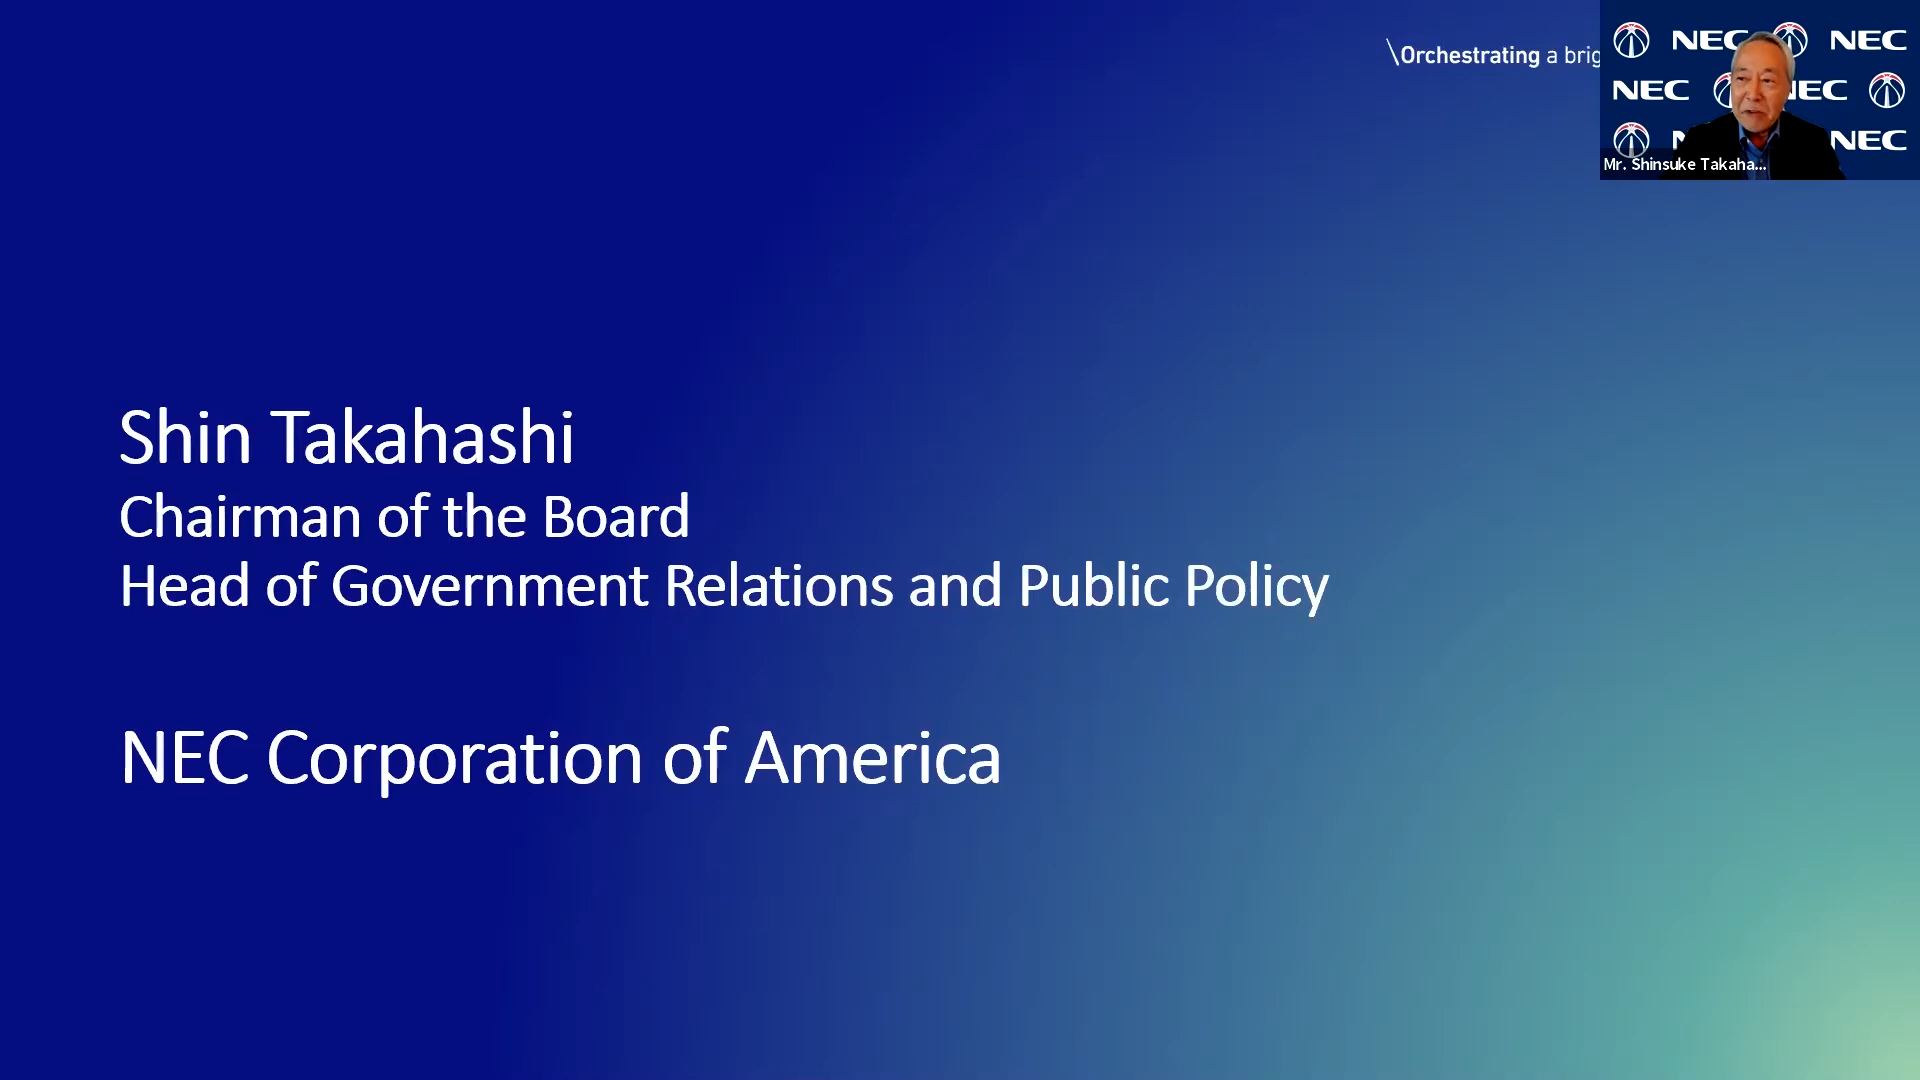 \Orchestrating a brig
NEC NEC
NEC NEC
NEC
Mr. Shinsuke Takaha...
Shin Takahashi
Chairman of the Board
Head of Government Relations and Public Policy
NEC Corporation of America